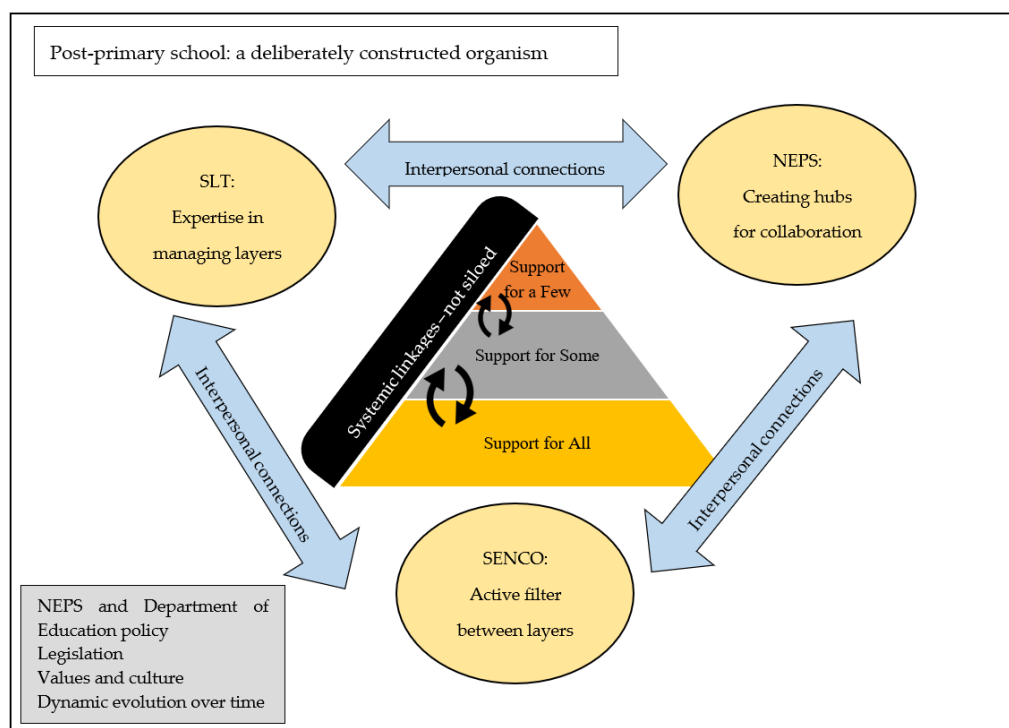 Post-primary school: a deliberately constructed organism
SLT:
Expertise in
managing layers
Interpersonal connections
NEPS:
Creating hubs
for collaboration
Systemic linkages – not siloed
Support
for a Few
Support for Some
Support for All
Interpersonal connections
Interpersonal connections
SENCO:
Active filter
between layers
NEPS and Department of
Education policy
Legislation
Values and culture
Dynamic evolution over time